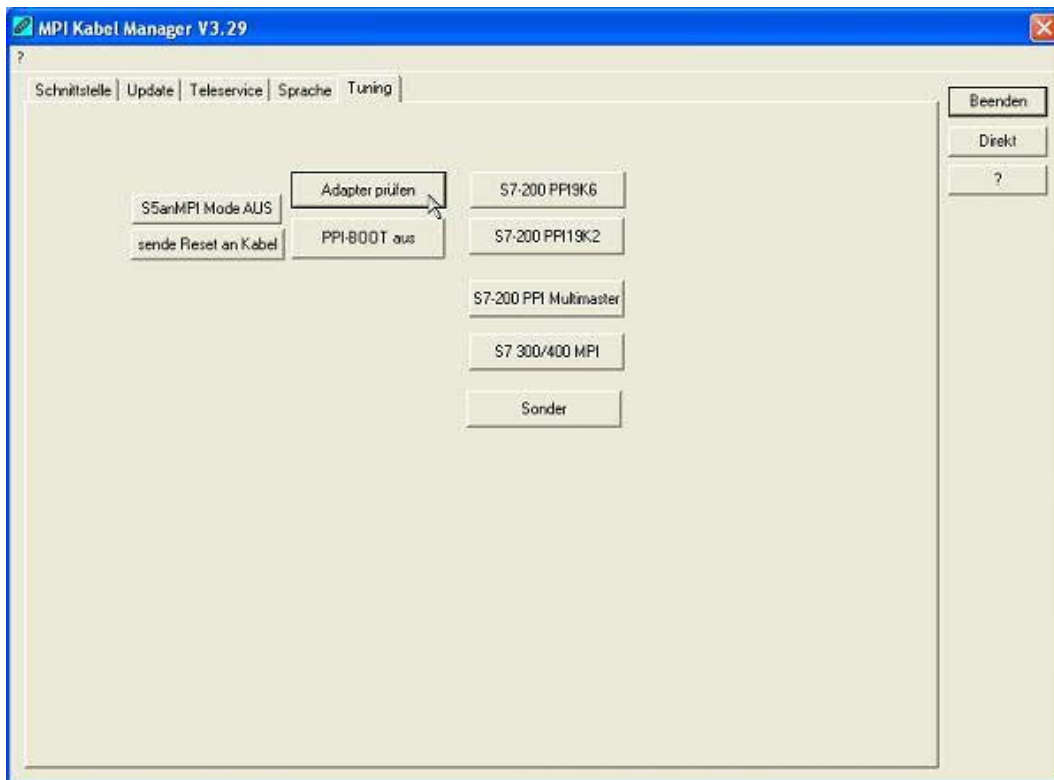 MPI Kabel Manager V3.29
?
Schnittstelle Update Teleservice Sprache Tuning
Beenden
Direkt
?
Adapter prüfen
S7-200 PPI9K6
S5anMPI Mode AUS
sende Reset an Kabel
PPI-BOOT aus
S7-200 PPI19K2
S7-200 PPI Multimaster
S7 300/400 MPI
Sonder